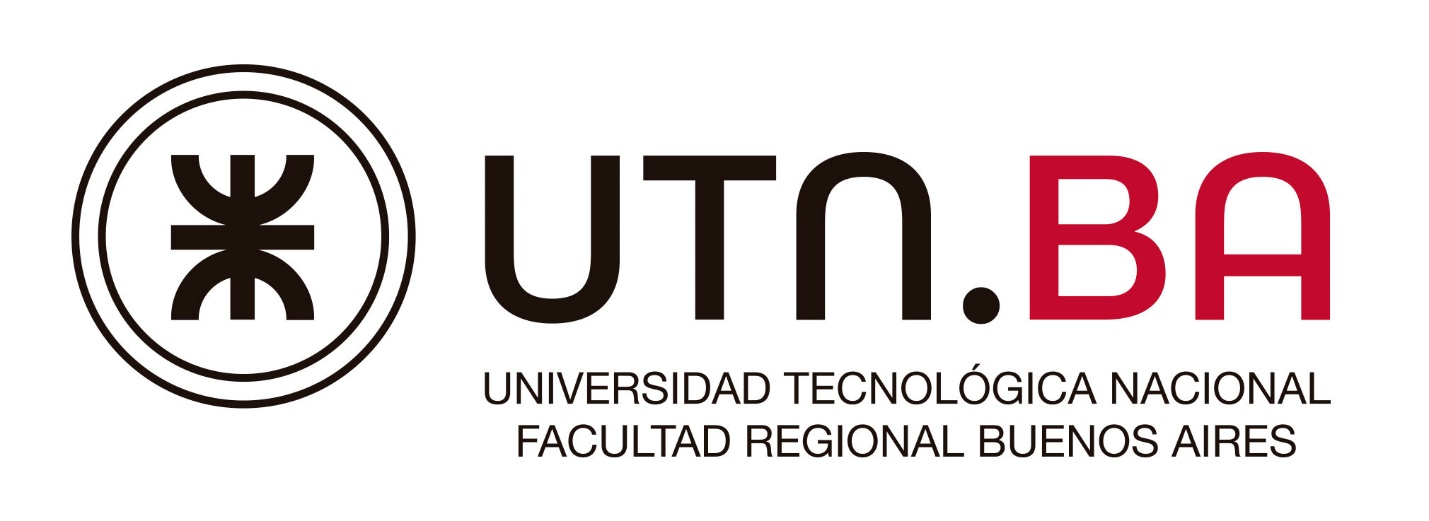 UTN.BA
UNIVERSIDAD TECNOLÓGICA NACIONAL
FACULTAD REGIONAL BUENOS AIRES